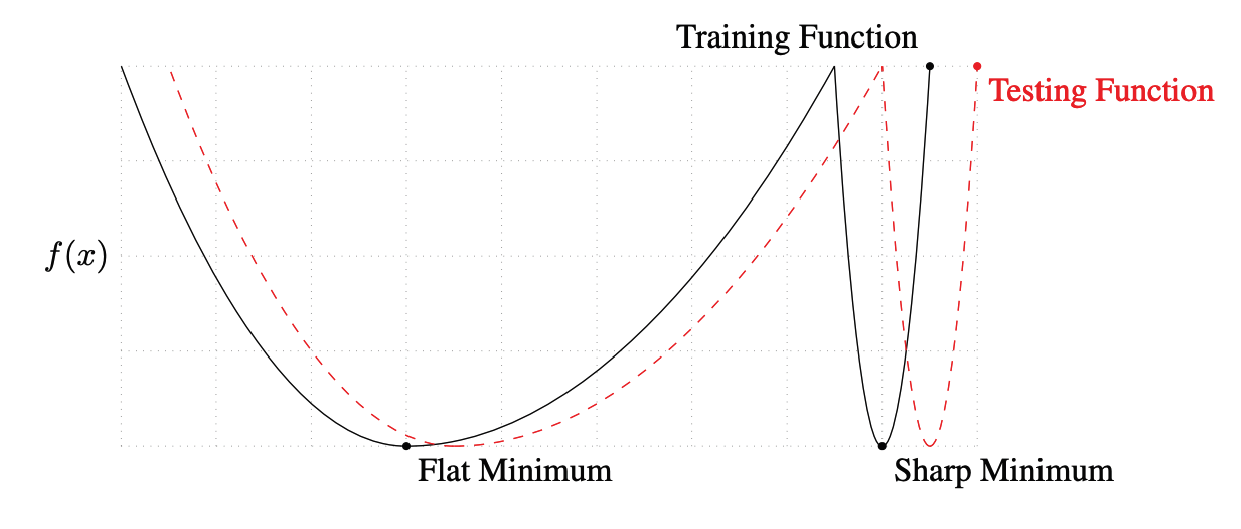 Training Function
Testing Function
f(x)
Flat Minimum
Sharp Minimum